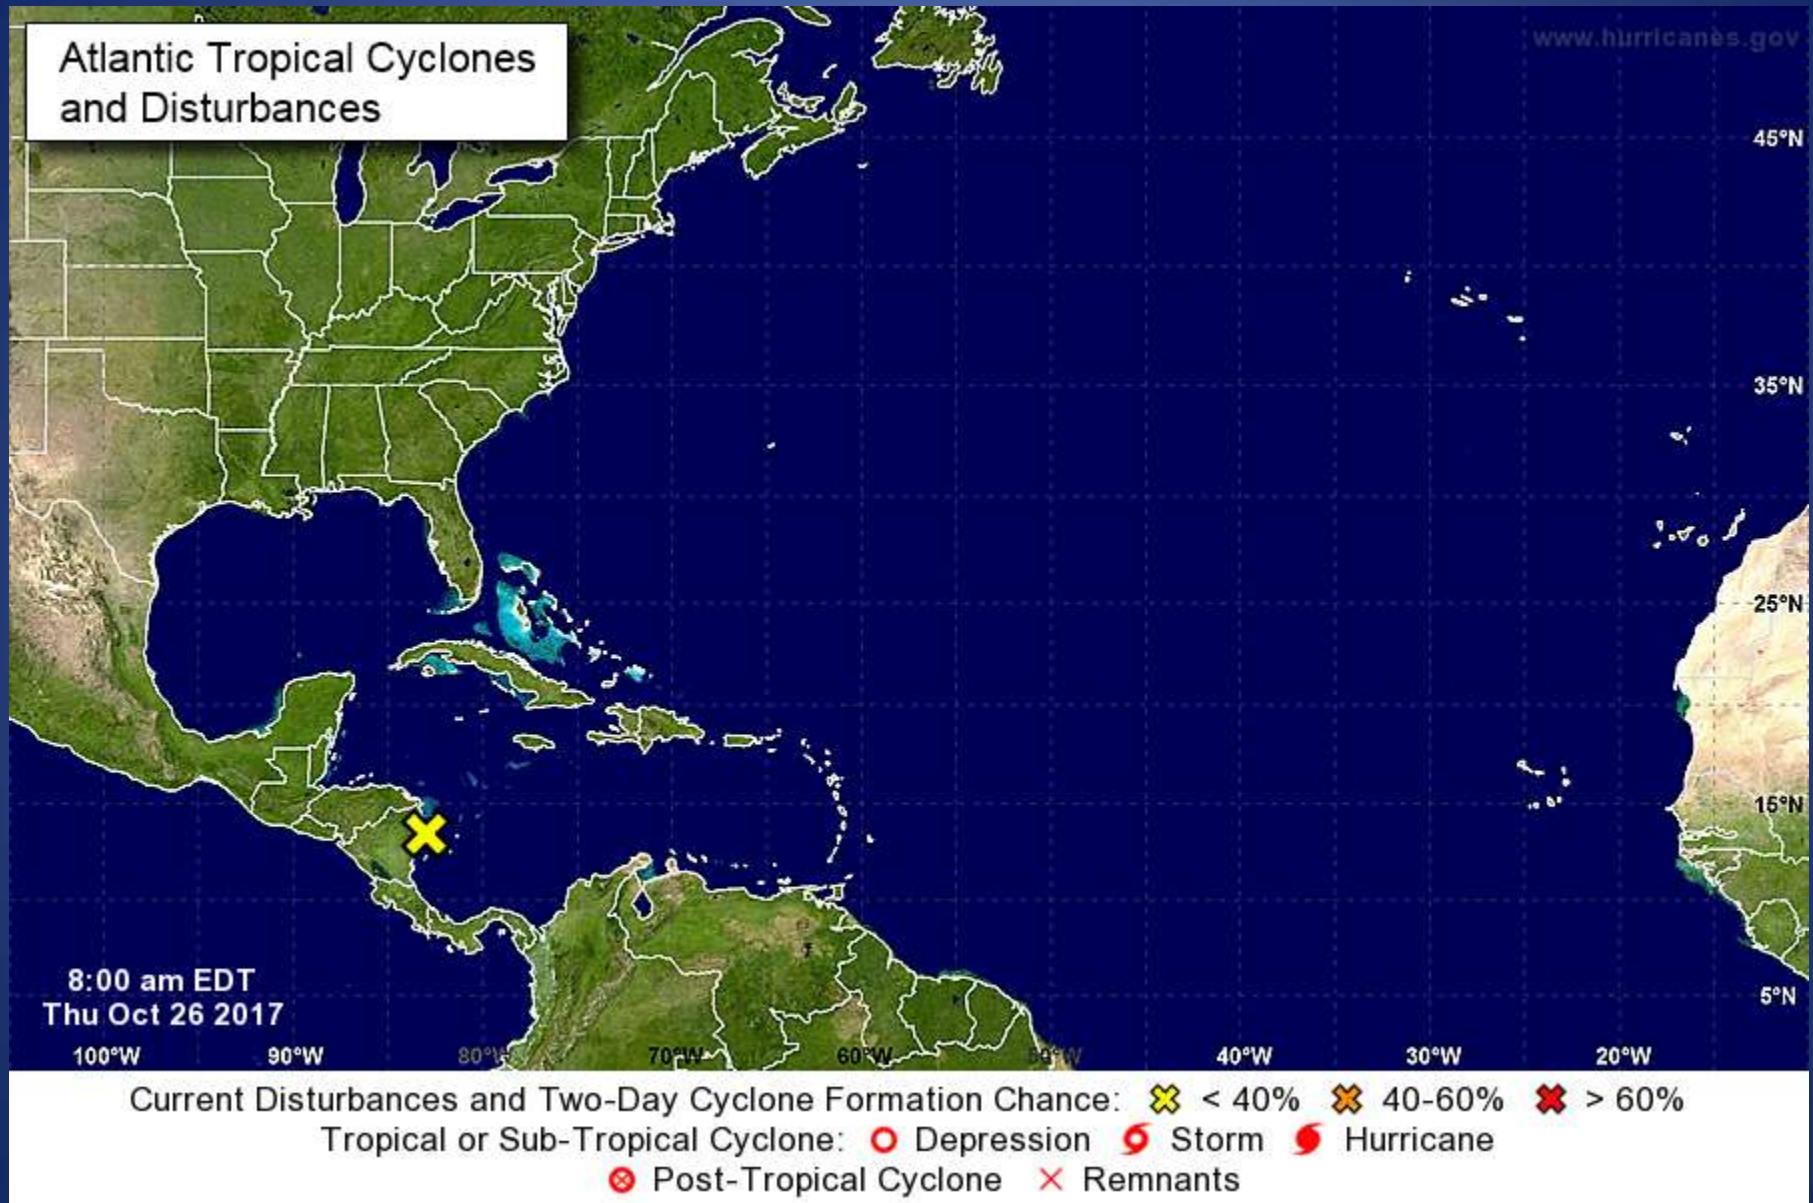 Atlantic Tropical Cyclones
and Disturbances
www.hurricanes.gov
45°N
35°N
25°N
15°N
5°N
8:00 am EDT
Thu Oct 26 2017
100°W 90°W 80°W 70°W 60°W 50°W 40°W 30°W 20°W
Current Disturbances and Two-Day Cyclone Formation Chance: < 40% 40-60% > 60%
Tropical or Sub-Tropical Cyclone: Depression Storm Hurricane
Post-Tropical Cyclone Remnants